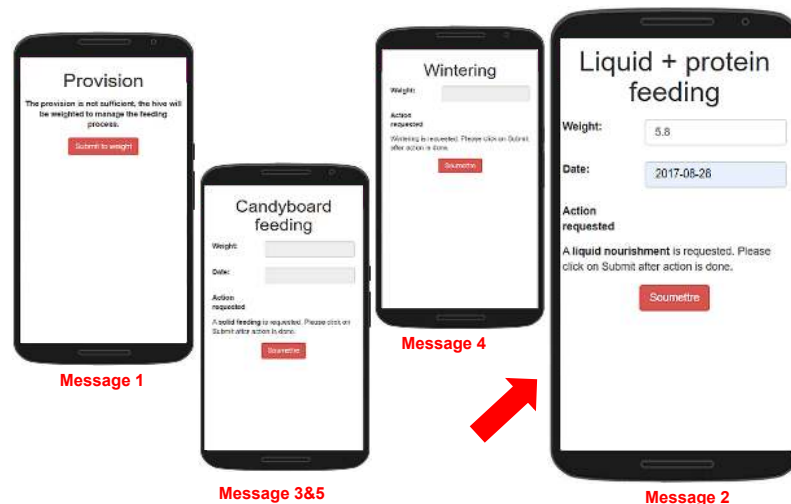 Provision
The provision is not sufficient, the hive will
be weighted to manage the feeding
process.
Submit to weight
Message 1
Candyboard
feeding
Weight:
Date:
Action
requested
A solid feeding is requested. Please click on
Submit after action is done.
Soumettre
Message 3&5
Wintering
Weight:
Action
requested
Wintering is requested. Please click on Submit
after action is done.
Soumettre
Message 4
Liquid + protein
feeding
Weight:
5.8
Date:
2017-08-28
Action
requested
A liquid nourishment is requested. Please
click on Submit after action is done.
Soumettre
Message 2